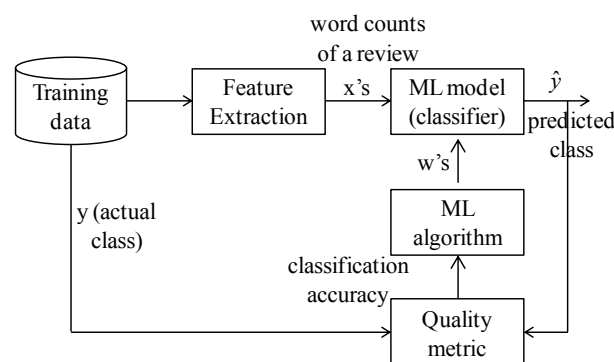 word counts
of a review
Training
data
Feature
Extraction
x's
ML model
(classifier)
ŷ
predicted
class
w's
y (actual
class)
ML
algorithm
classification
accuracy
Quality
metric